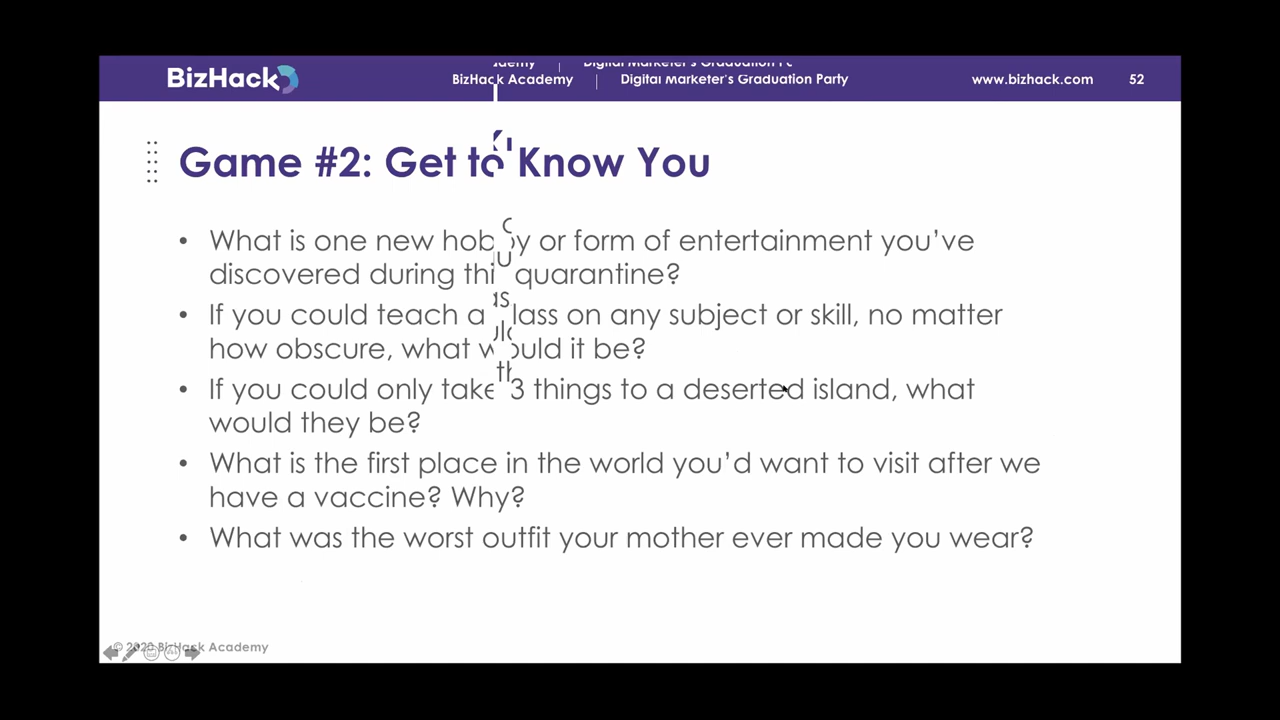 BizHack
BizHack Academy | Digital Marketer's Graduation Party
www.bizhack.com 52
Game #2: Get to Know You
• What is one new hobby or form of entertainment you've
discovered during this quarantine?
• If you could teach a class on any subject or skill, no matter
how obscure, what would it be?
• If you could only take 3 things to a deserted island, what
would they be?
• What is the first place in the world you'd want to visit after we
have a vaccine? Why?
• What was the worst outfit your mother ever made you wear?
© 2020 BizHack Academy